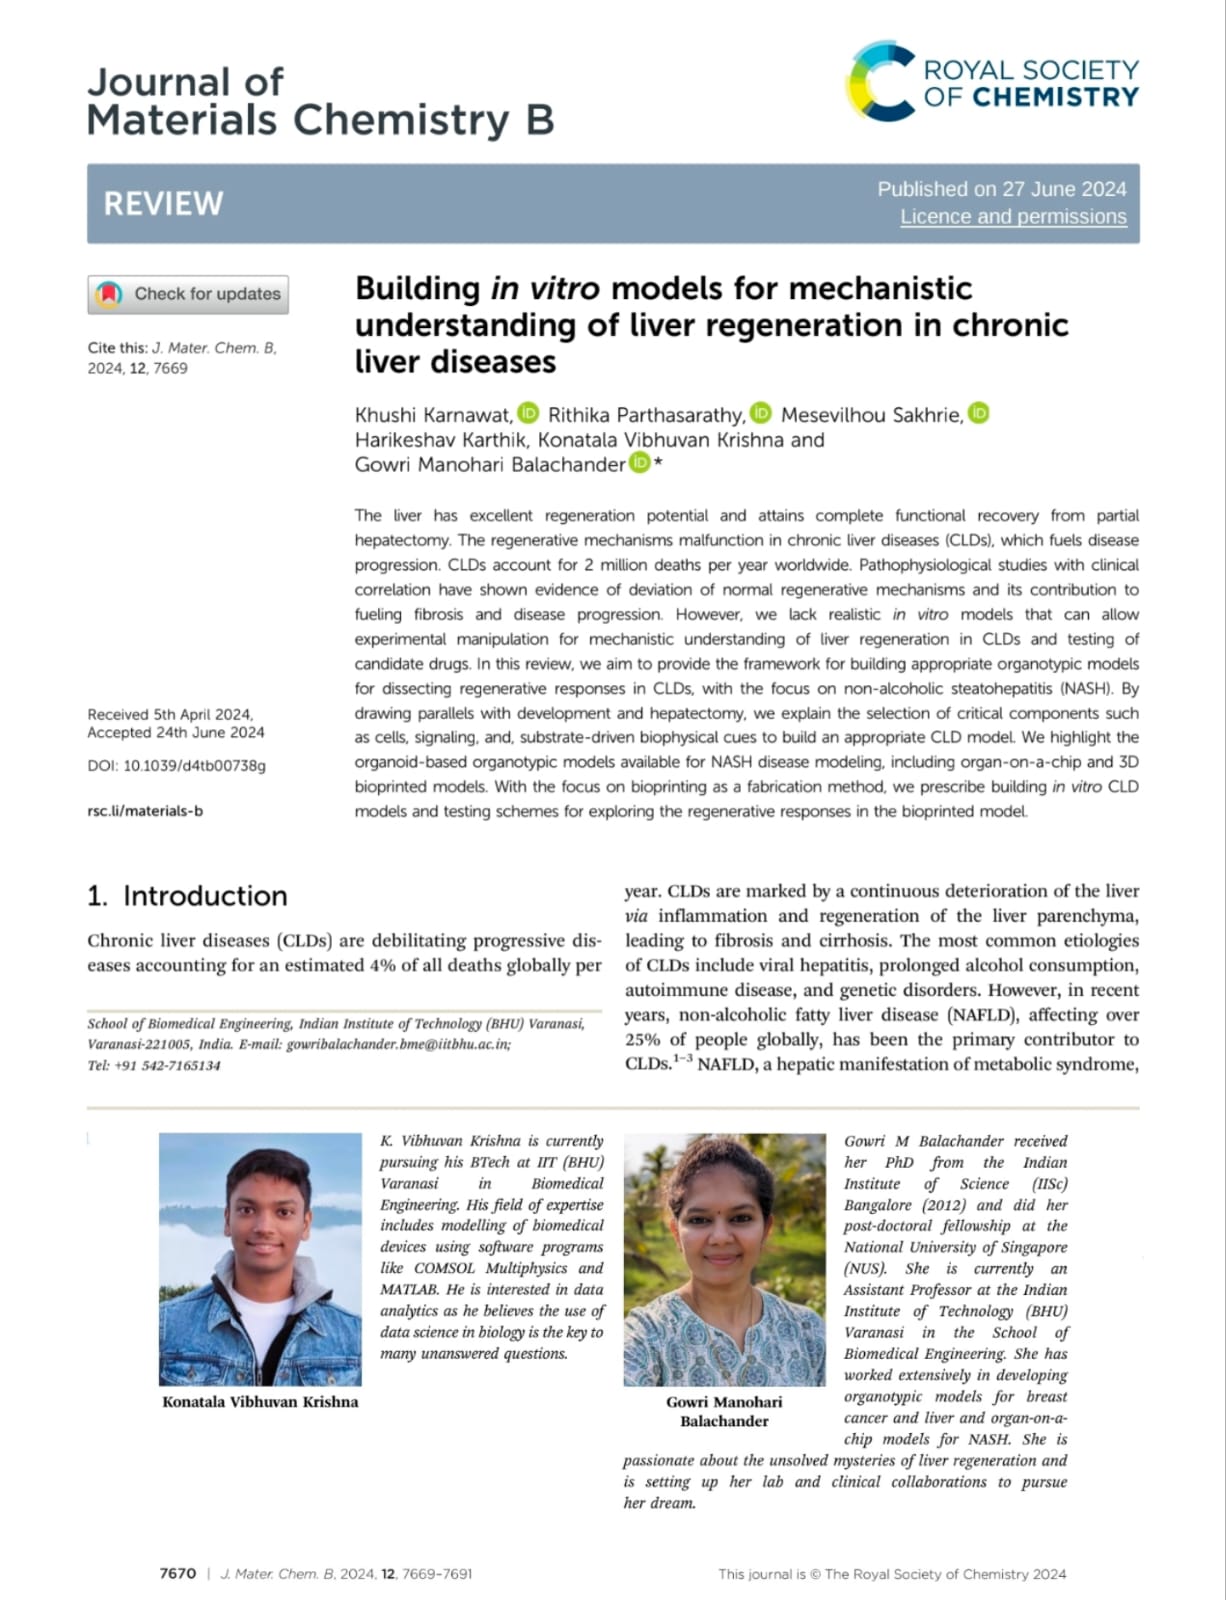 Journal of
Materials Chemistry B
ROYAL SOCIETY
OF CHEMISTRY
REVIEW
Published on 27 June 2024
Licence and permissions
Check for updates
Cite this: J. Mater. Chem. B,
2024, 12, 7669
Building in vitro models for mechanistic
understanding of liver regeneration in chronic
liver diseases
Khushi Karnawat, iD Rithika Parthasarathy, iD Mesevilhou Sakhrie, iD
Harikeshav Karthik, Konatala Vibhuvan Krishna and
Gowri Manohari Balachander iD *
The liver has excellent regeneration potential and attains complete functional recovery from partial
hepatectomy. The regenerative mechanisms malfunction in chronic liver diseases (CLDs), which fuels disease
progression. CLDs account for 2 million deaths per year worldwide. Pathophysiological studies with clinical
correlation have shown evidence of deviation of normal regenerative mechanisms and its contribution to
fueling fibrosis and disease progression. However, we lack realistic in vitro models that can allow
experimental manipulation for mechanistic understanding of liver regeneration in CLDs and testing of
candidate drugs. In this review, we aim to provide the framework for building appropriate organotypic models
for dissecting regenerative responses in CLDs, with the focus on non-alcoholic steatohepatitis (NASH). By
drawing parallels with development and hepatectomy, we explain the selection of critical components such
as cells, signaling, and, substrate-driven biophysical cues to build an appropriate CLD model. We highlight the
organoid-based organotypic models available for NASH disease modeling, including organ-on-a-chip and 3D
bioprinted models. With the focus on bioprinting as a fabrication method, we prescribe building in vitro CLD
models and testing schemes for exploring the regenerative responses in the bioprinted model.
Received 5th April 2024,
Accepted 24th June 2024
DOI: 10.1039/d4tb00738g
rsc.li/materials-b
1. Introduction
Chronic liver diseases (CLDs) are debilitating progressive dis-
eases accounting for an estimated 4% of all deaths globally per
School of Biomedical Engineering, Indian Institute of Technology (BHU) Varanasi,
Varanasi-221005, India. E-mail: gowribalachander.bme@iitbhu.ac.in;
Tel: +91 542-7165134
year. CLDs are marked by a continuous deterioration of the liver
via inflammation and regeneration of the liver parenchyma,
leading to fibrosis and cirrhosis. The most common etiologies
of CLDs include viral hepatitis, prolonged alcohol consumption,
autoimmune disease, and genetic disorders. However, in recent
years, non-alcoholic fatty liver disease (NAFLD), affecting over
25% of people globally, has been the primary contributor to
CLDs.1–3 NAFLD, a hepatic manifestation of metabolic syndrome,
K. Vibhuvan Krishna is currently
pursuing his BTech at IIT (BHU)
Varanasi in Biomedical
Engineering. His field of expertise
includes modelling of biomedical
devices using software programs
like COMSOL Multiphysics and
MATLAB. He is interested in data
analytics as he believes the use of
data science in biology is the key to
many unanswered questions.
Konatala Vibhuvan Krishna
Gowri M Balachander received
her PhD from the Indian
Institute of Science (IISc)
Bangalore (2012) and did her
post-doctoral fellowship at the
National University of Singapore
(NUS). She is currently an
Assistant Professor at the Indian
Institute of Technology (BHU)
Varanasi in the School of
Biomedical Engineering. She has
worked extensively in developing
organotypic models for breast
cancer and liver and organ-on-a-
chip models for NASH. She is
passionate about the unsolved mysteries of liver regeneration and
is setting up her lab and clinical collaborations to pursue
her dream.
Gowri Manohari
Balachander
7670 | J. Mater. Chem. B, 2024, 12, 7669–7691
This journal is © The Royal Society of Chemistry 2024